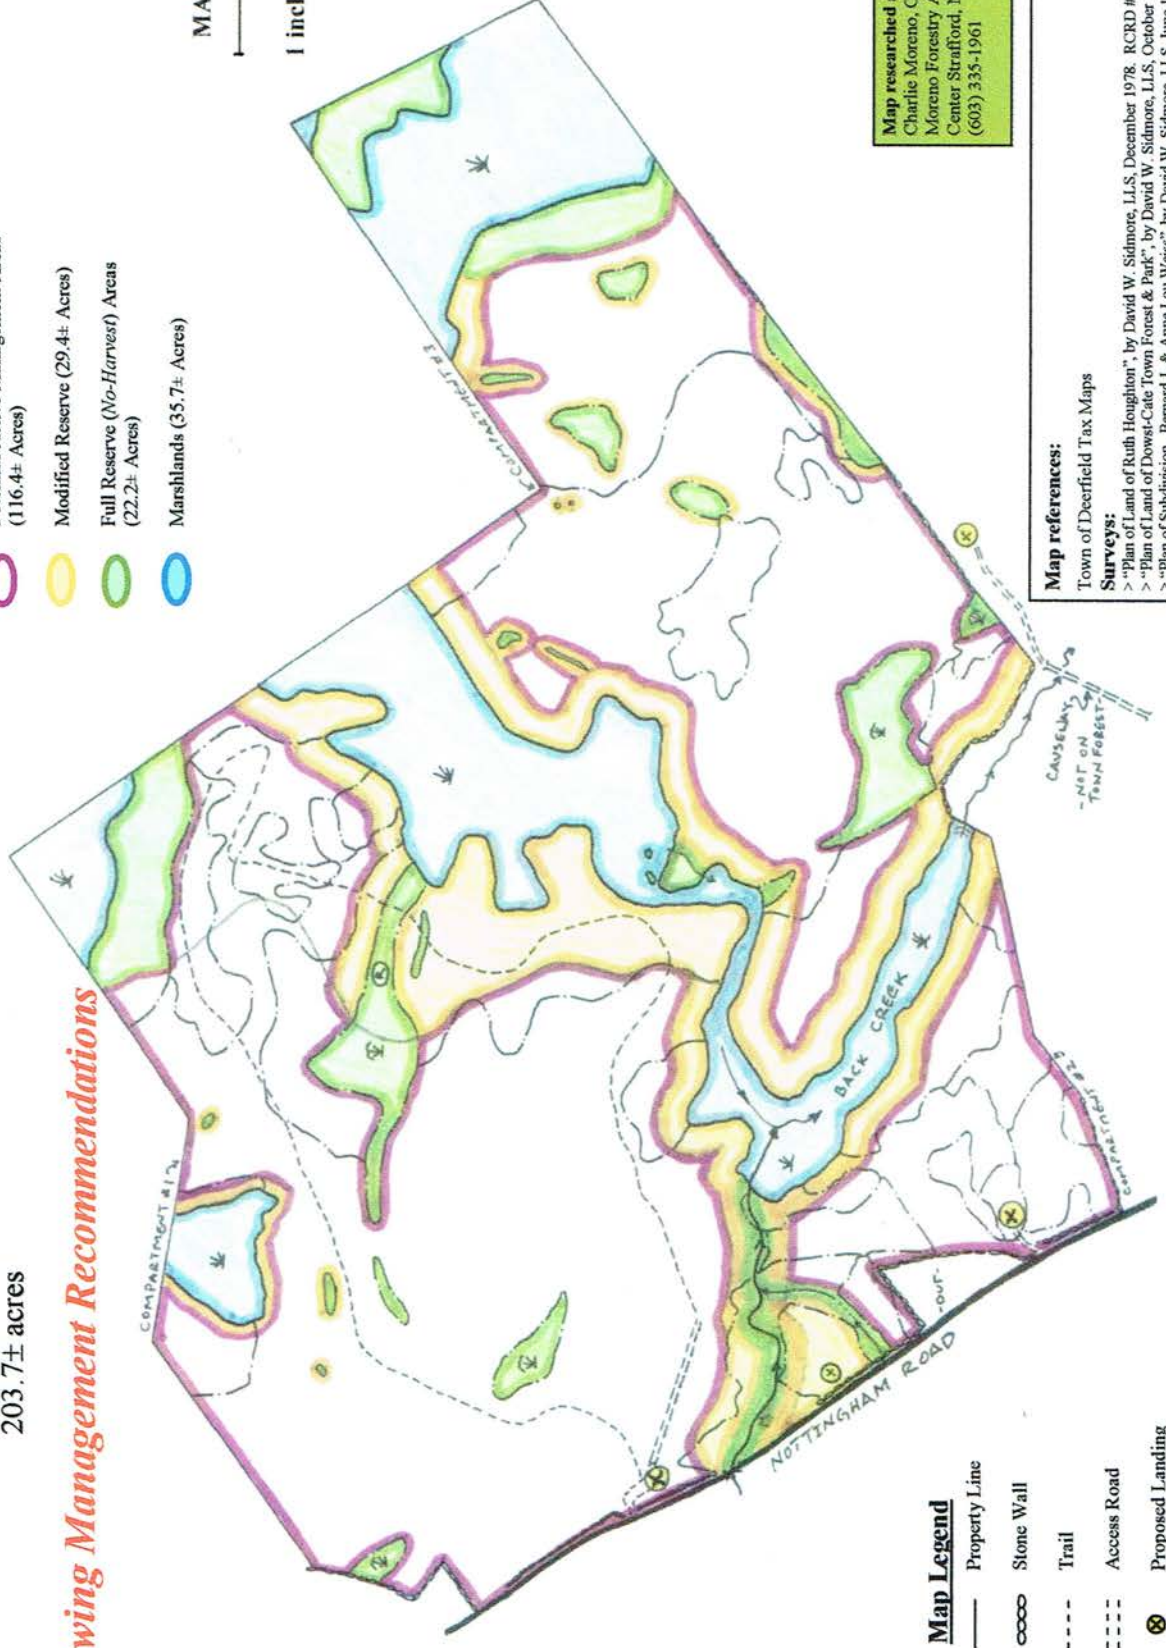 203.7± acres
wing Management Recommendations
(116.4± Acres)
Modified Reserve (29.4± Acres)
Full Reserve (No-Harvest) Areas
(22.2± Acres)
Marshlands (35.7± Acres)
MA
1 incl
COMPARTMENT #1
COMPARTMENT #3
BACK CREEK
COMPARTMENT #2
-OUT-
NOTTINGHAM ROAD
CAUSEWAY
-NOT ON
TOWN FOREST-
Map researched
Charlie Moreno, C
Moreno Forestry A
Center Strafford, N
(603) 335-1961
Map Legend
Property Line
Stone Wall
Trail
Access Road
Proposed Landing
Map references:
Town of Deerfield Tax Maps
Surveys:
> "Plan of Land of Ruth Houghton", by David W. Sidmore, LLS, December 1978. RCRD #
> "Plan of Land of Dowst-Cate Town Forest & Park", by David W. Sidmore, LLS, October